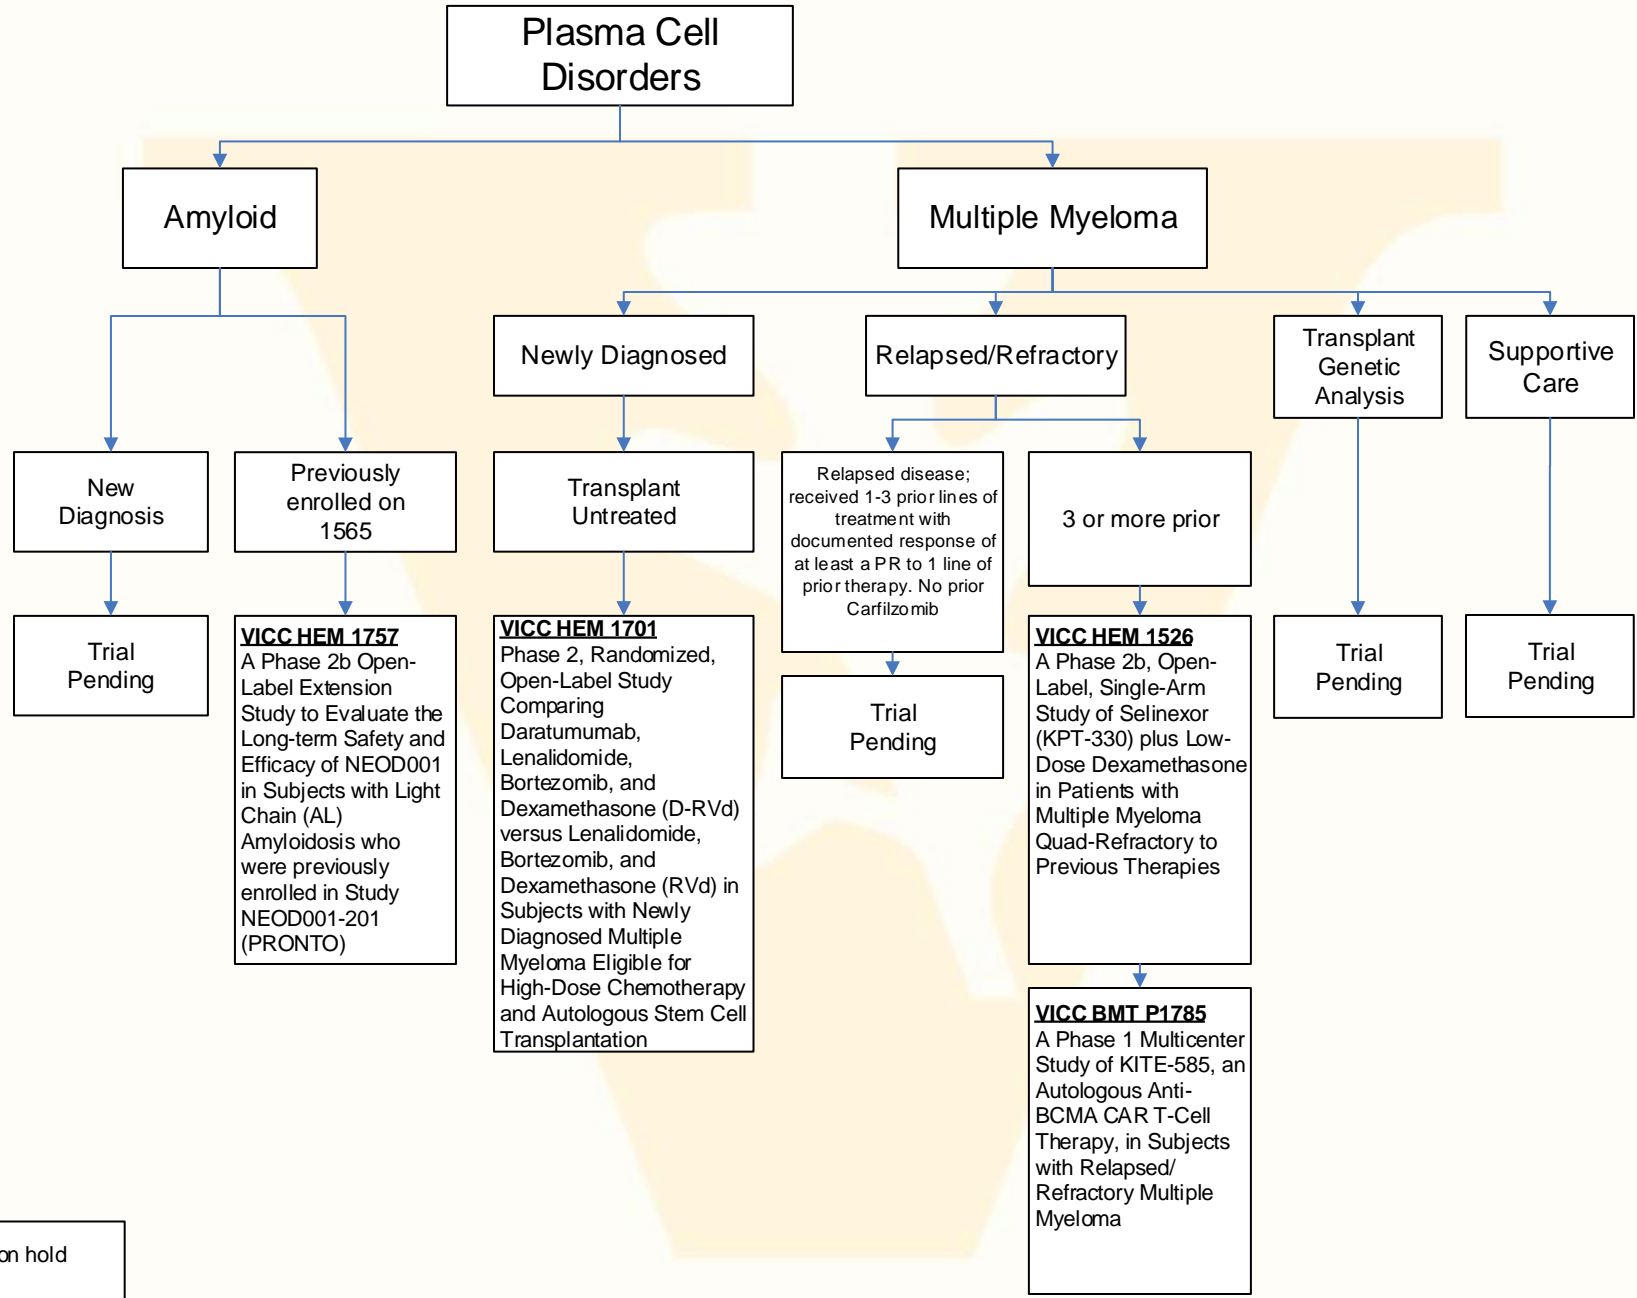 Plasma Cell
Disorders
Amyloid
Multiple Myeloma
Newly Diagnosed
Relapsed/Refractory
Transplant
Genetic
Analysis
Supportive
Care
New
Diagnosis
Previously
enrolled on
1565
Transplant
Untreated
Relapsed disease;
received 1-3 prior lines of
treatment with
documented response of
at least a PR to 1 line of
prior therapy. No prior
Carfilzomib
3 or more prior
Trial
Pending
VICC HEM 1757
A Phase 2b Open-
Label Extension
Study to Evaluate the
Long-term Safety and
Efficacy of NEOD001
in Subjects with Light
Chain (AL)
Amyloidosis who
were previously
enrolled in Study
NEOD001-201
(PRONTO)
VICC HEM 1701
Phase 2, Randomized,
Open-Label Study
Comparing
Daratumumab,
Lenalidomide,
Bortezomib, and
Dexamethasone (D-RVd)
versus Lenalidomide,
Bortezomib, and
Dexamethasone (RVd) in
Subjects with Newly
Diagnosed Multiple
Myeloma Eligible for
High-Dose Chemotherapy
and Autologous Stem Cell
Transplantation
Trial
Pending
VICC HEM 1526
A Phase 2b, Open-
Label, Single-Arm
Study of Selinexor
(KPT-330) plus Low-
Dose Dexamethasone
in Patients with
Multiple Myeloma
Quad-Refractory to
Previous Therapies
Trial
Pending
Trial
Pending
VICC BMT P1785
A Phase 1 Multicenter
Study of KITE-585, an
Autologous Anti-
BCMA CAR T-Cell
Therapy, in Subjects
with Relapsed/
Refractory Multiple
Myeloma
on hold